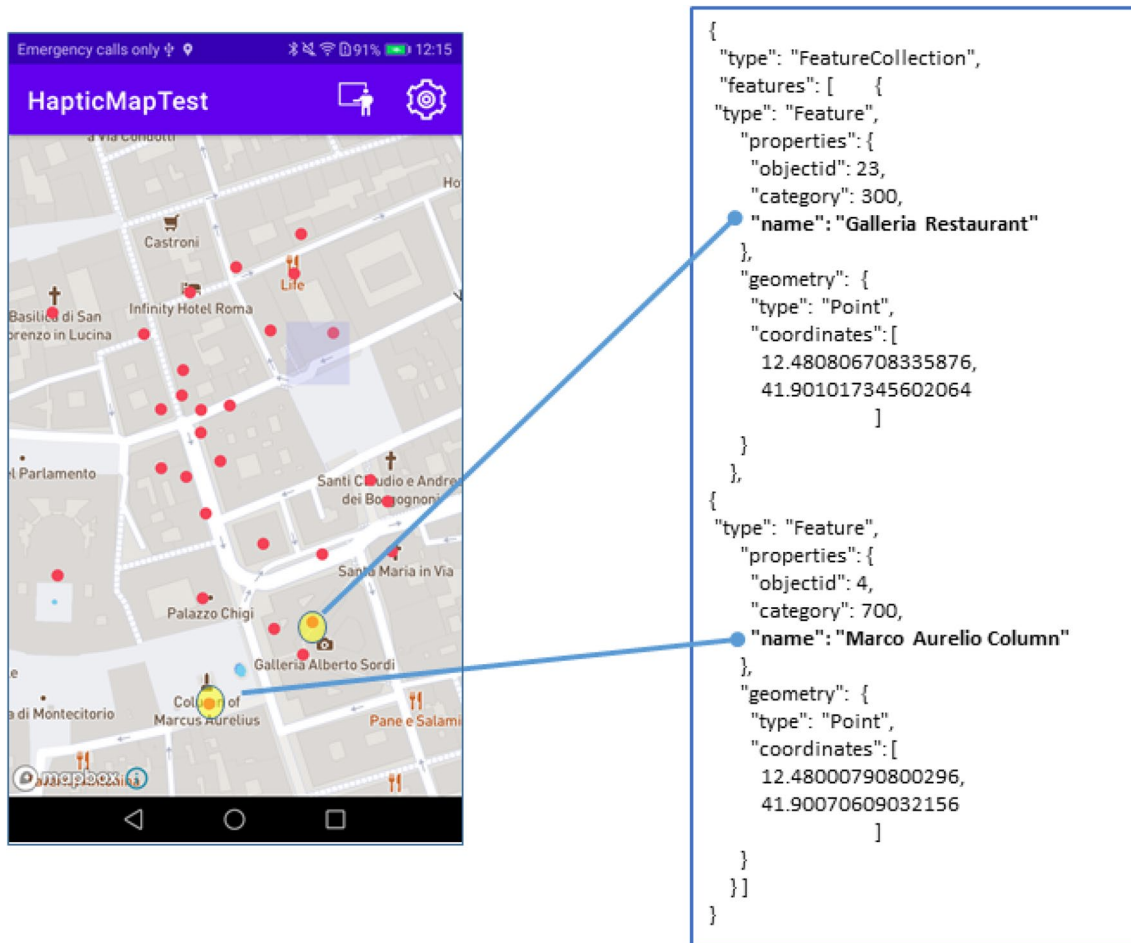 Emergency calls only 91% 12:15
HapticMapTest
a Via Condotti
Ho
Castroni
Life
Infinity Hotel Roma
Basilica di San
orenzo in Lucina
el Parlamento
Santi Claudio e Andrea
dei Borgognoni
Santa Maria in Via
Palazzo Chigi
Galleria Alberto Sordi
le
Column of
Marcus Aurelius
a di Montecitorio
Pane e Salami
mapbox
{
"type": "FeatureCollection",
"features": [ {
"type": "Feature",
"properties": {
"objectid": 23,
"category": 300,
"name": "Galleria Restaurant"
},
"geometry": {
"type": "Point",
"coordinates": [
12.480806708335876,
41.901017345602064
]
}
},
{
"type": "Feature",
"properties": {
"objectid": 4,
"category": 700,
"name": "Marco Aurelio Column"
},
"geometry": {
"type": "Point",
"coordinates": [
12.48000790800296,
41.90070609032156
]
}
} ]
}